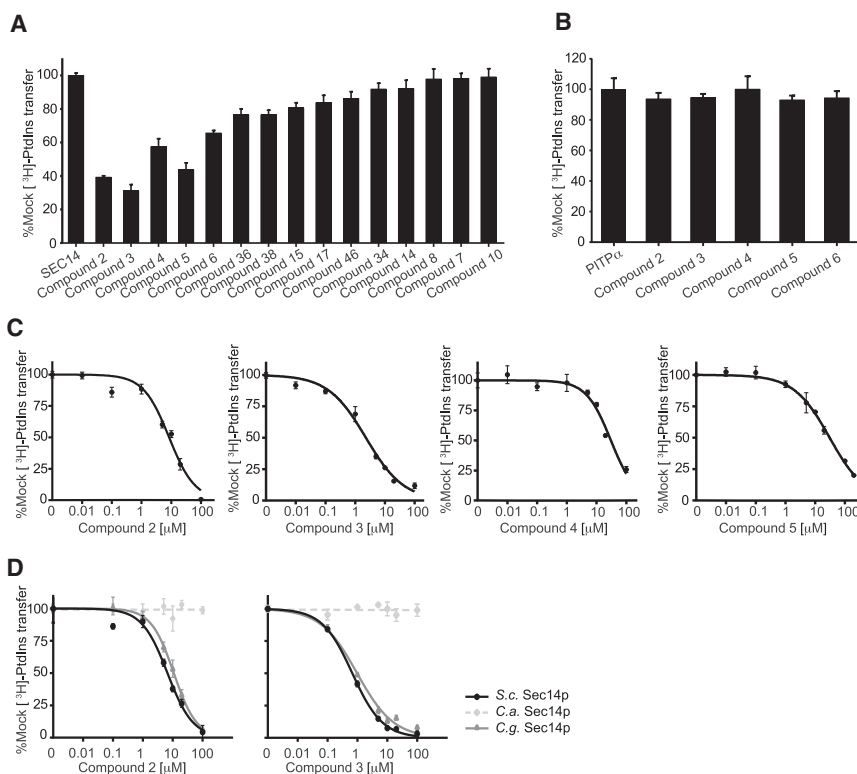 A
%Mock [³H]-PtdIns transfer
100
80
60
40
20
0
SEC14
Compound 2
Compound 3
Compound 4
Compound 5
Compound 6
Compound 36
Compound 38
Compound 15
Compound 17
Compound 46
Compound 34
Compound 14
Compound 8
Compound 7
Compound 10
B
%Mock [³H]-PtdIns transfer
120
100
80
60
40
20
0
PITPα
Compound 2
Compound 3
Compound 4
Compound 5
Compound 6
C
%Mock [³H]-PtdIns transfer
100
75
50
25
0
0 0.01 0.1 1 10 100
Compound 2 [µM]
%Mock [³H]-PtdIns transfer
100
75
50
25
0
0 0.01 0.1 1 10 100
Compound 3 [µM]
%Mock [³H]-PtdIns transfer
100
75
50
25
0
0 0.01 0.1 1 10 100
Compound 4 [µM]
%Mock [³H]-PtdIns transfer
100
75
50
25
0
0 0.01 0.1 1 10 100
Compound 5 [µM]
D
%Mock [³H]-PtdIns transfer
100
75
50
25
0
0 0.01 0.1 1 10 100
Compound 2 [µM]
0 0.01 0.1 1 10 100
Compound 3 [µM]
S.c. Sec14p
C.a. Sec14p
C.g. Sec14p